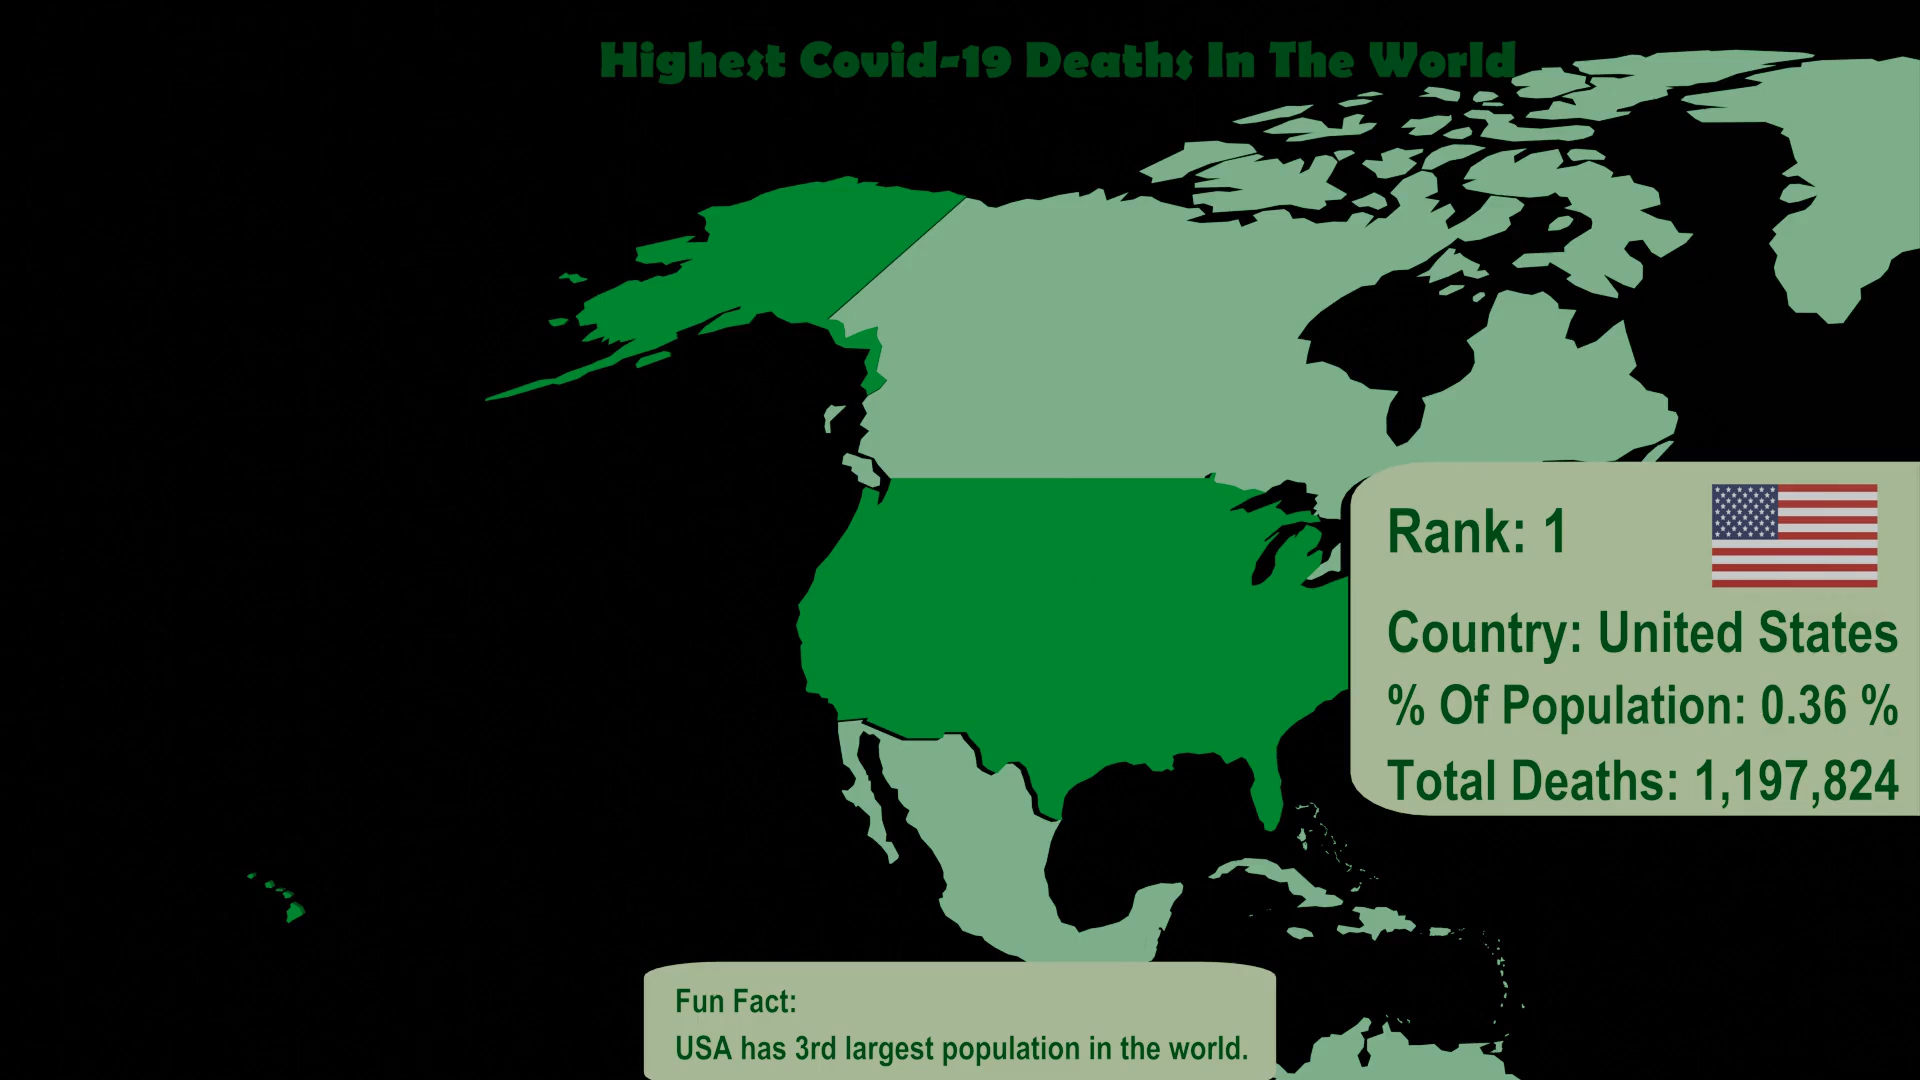 Highest Covid-19 Deaths In The World
Rank: 1
Country: United States
% Of Population: 0.36 %
Total Deaths: 1,197,824
Fun Fact:
USA has 3rd largest population in the world.